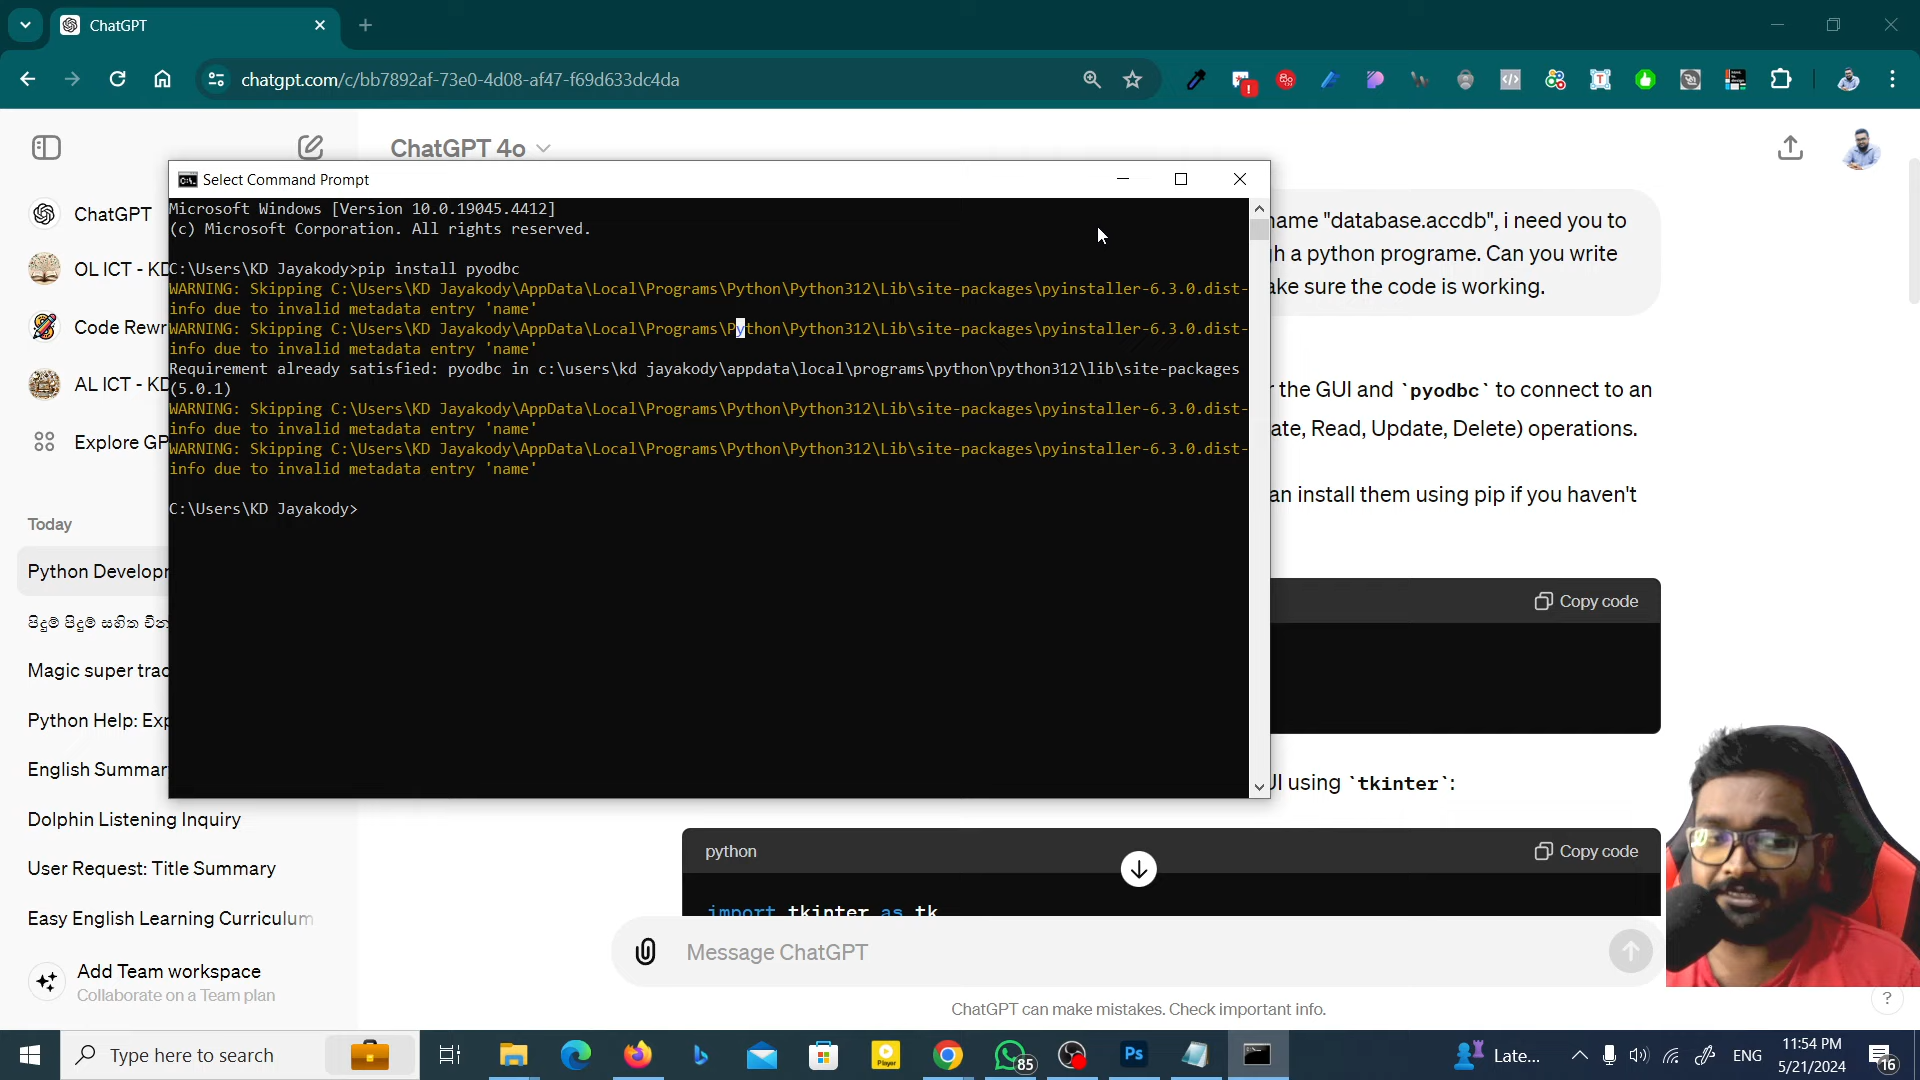 ChatGPT
chatgpt.com/c/bb7892af-73e0-4d08-af47-f69d633dc4da
ChatGPT 4o
ChatGPT
OL ICT - KD
Code Rewr
AL ICT - KD
Explore GP
Today
Python Develop
පිදුම් පිදුම් සහිත වින
Magic super trac
Python Help: Exp
English Summar
Dolphin Listening Inquiry
User Request: Title Summary
Easy English Learning Curriculum
Add Team workspace
Collaborate on a Team plan
Select Command Prompt
Microsoft Windows [Version 10.0.19045.4412]
(c) Microsoft Corporation. All rights reserved.
C:\Users\KD Jayakody>pip install pyodbc
WARNING: Skipping C:\Users\KD Jayakody\AppData\Local\Programs\Python\Python312\Lib\site-packages\pyinstaller-6.3.0.dist-
info due to invalid metadata entry 'name'
WARNING: Skipping C:\Users\KD Jayakody\AppData\Local\Programs\Python\Python312\Lib\site-packages\pyinstaller-6.3.0.dist-
info due to invalid metadata entry 'name'
Requirement already satisfied: pyodbc in c:\users\kd jayakody\appdata\local\programs\python\python312\lib\site-packages
(5.0.1)
WARNING: Skipping C:\Users\KD Jayakody\AppData\Local\Programs\Python\Python312\Lib\site-packages\pyinstaller-6.3.0.dist-
info due to invalid metadata entry 'name'
WARNING: Skipping C:\Users\KD Jayakody\AppData\Local\Programs\Python\Python312\Lib\site-packages\pyinstaller-6.3.0.dist-
info due to invalid metadata entry 'name'
C:\Users\KD Jayakody>
name "database.accdb", i need you to
h a python programe. Can you write
ake sure the code is working.
r the GUI and `pyodbc` to connect to an
ate, Read, Update, Delete) operations.
an install them using pip if you haven't
Copy code
UI using `tkinter`:
python
Copy code
import tkinter as tk
Message ChatGPT
ChatGPT can make mistakes. Check important info.
?
Type here to search
Player
85
Ps
Late...
ENG
11:54 PM
5/21/2024
16